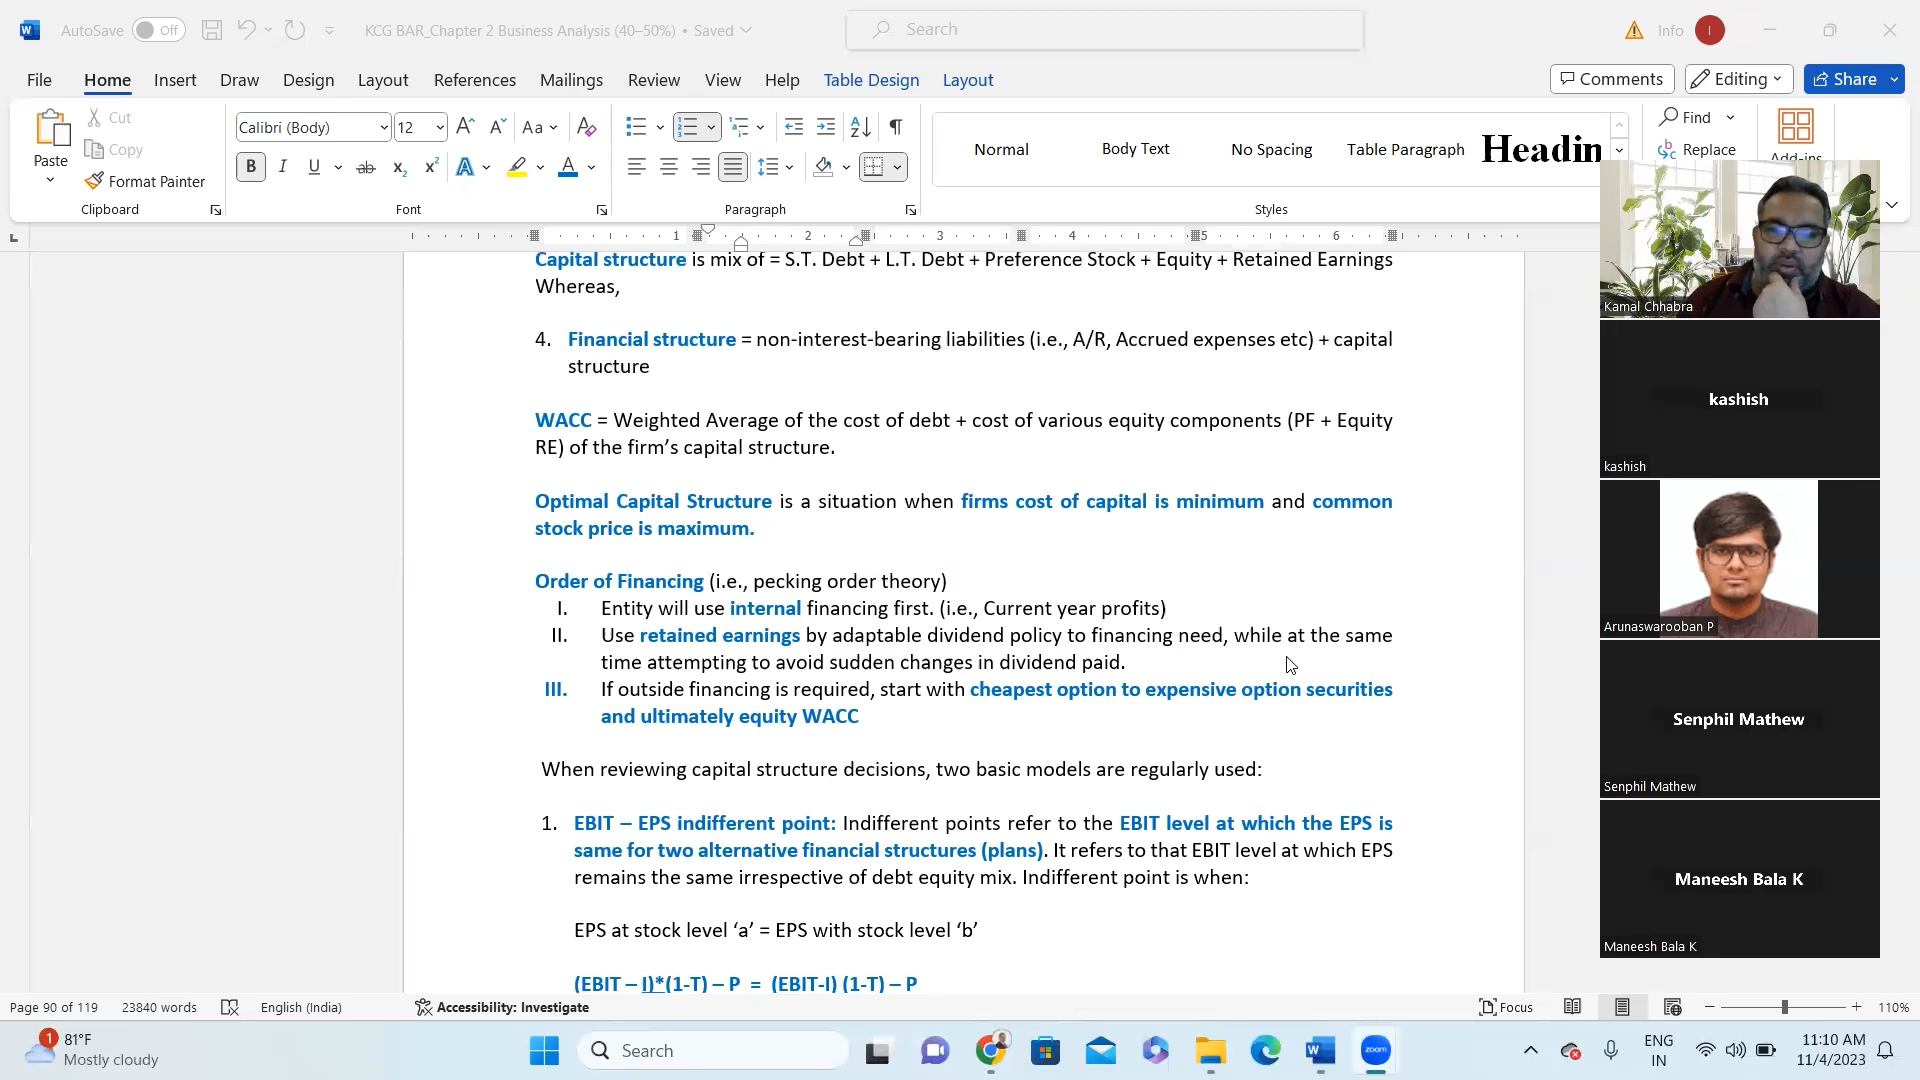 AutoSave Off KCG BAR_Chapter 2 Business Analysis (40–50%) • Saved Search Info I
File Home Insert Draw Design Layout References Mailings Review View Help Table Design Layout Comments Editing Share
Paste Cut Copy Format Painter
Calibri (Body) 12
Normal Body Text No Spacing Table Paragraph Headin
Find
Replace
Clipboard Font Paragraph Styles
1 2 3 4 5 6
Capital structure is mix of = S.T. Debt + L.T. Debt + Preference Stock + Equity + Retained Earnings
Whereas,
4. Financial structure = non-interest-bearing liabilities (i.e., A/R, Accrued expenses etc) + capital
structure
WACC = Weighted Average of the cost of debt + cost of various equity components (PF + Equity
RE) of the firm’s capital structure.
Optimal Capital Structure is a situation when firms cost of capital is minimum and common
stock price is maximum.
Order of Financing (i.e., pecking order theory)
I. Entity will use internal financing first. (i.e., Current year profits)
II. Use retained earnings by adaptable dividend policy to financing need, while at the same
time attempting to avoid sudden changes in dividend paid.
III. If outside financing is required, start with cheapest option to expensive option securities
and ultimately equity WACC
When reviewing capital structure decisions, two basic models are regularly used:
1. EBIT – EPS indifferent point: Indifferent points refer to the EBIT level at which the EPS is
same for two alternative financial structures (plans). It refers to that EBIT level at which EPS
remains the same irrespective of debt equity mix. Indifferent point is when:
EPS at stock level ‘a’ = EPS with stock level ‘b’
(EBIT – I)*(1-T) – P = (EBIT-I) (1-T) – P
Kamal Chhabra
kashish
kashish
Arunaswarooban P
Senphil Mathew
Senphil Mathew
Maneesh Bala K
Maneesh Bala K
Page 90 of 119 23840 words English (India) Accessibility: Investigate Focus 110%
1 81°F
Mostly cloudy
Search
zoom
ENG
IN
11:10 AM
11/4/2023